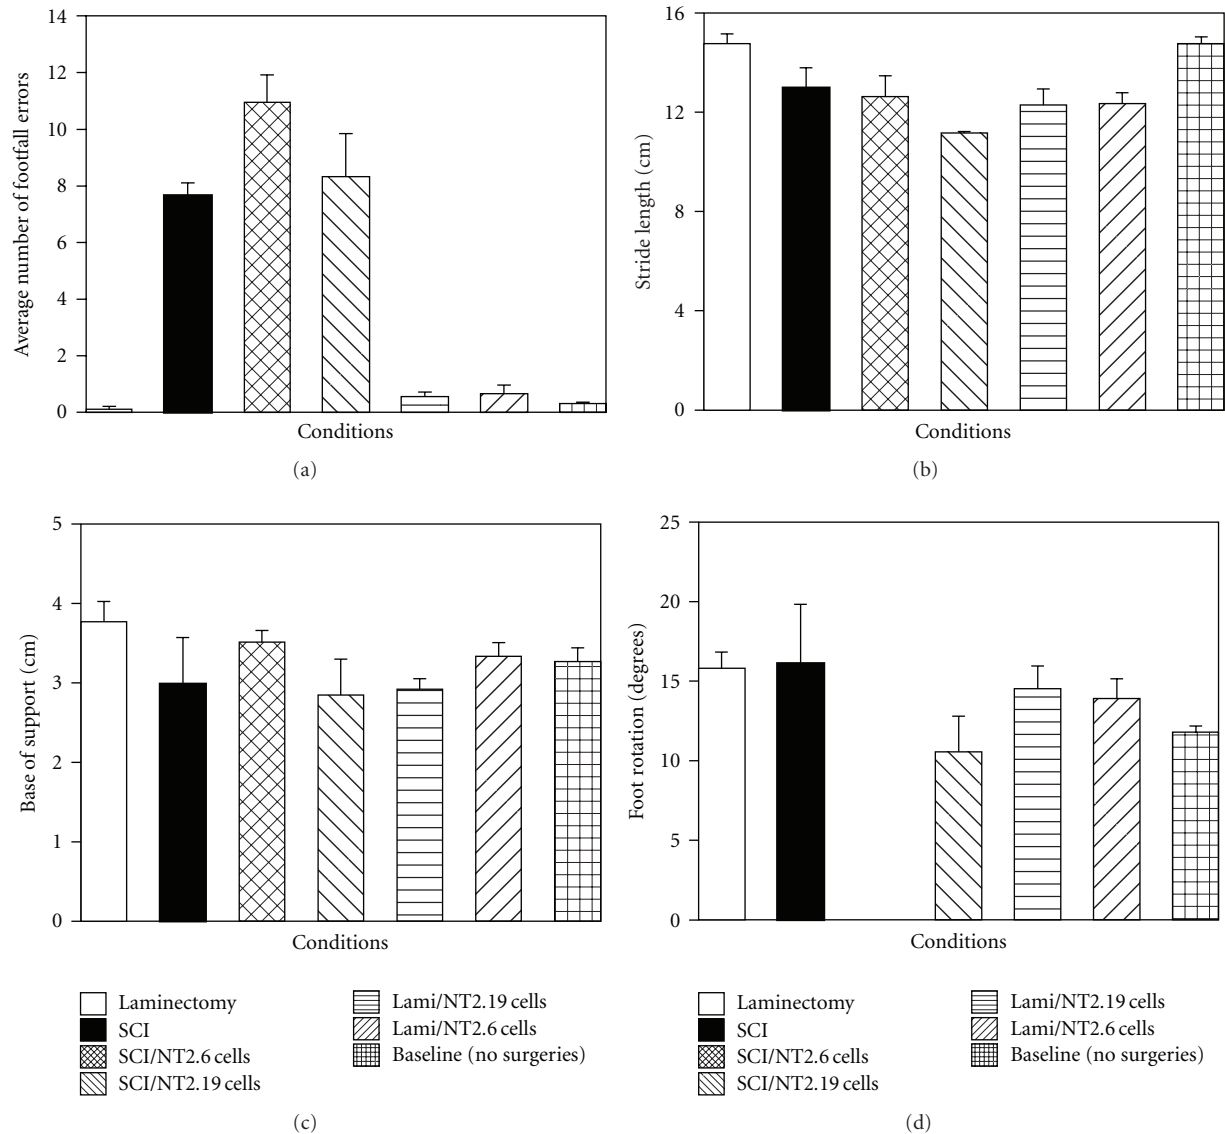 14
12
10
8
6
4
2
0
Average number of footfall errors
Conditions
(a)
16
12
8
4
0
Stride length (cm)
Conditions
(b)
5
4
3
2
1
0
Base of support (cm)
Conditions
Laminectomy
SCI
SCI/NT2.6 cells
SCI/NT2.19 cells
Lami/NT2.19 cells
Lami/NT2.6 cells
Baseline (no surgeries)
(c)
25
20
15
10
5
0
Foot rotation (degrees)
Conditions
Laminectomy
SCI
SCI/NT2.6 cells
SCI/NT2.19 cells
Lami/NT2.19 cells
Lami/NT2.6 cells
Baseline (no surgeries)
(d)